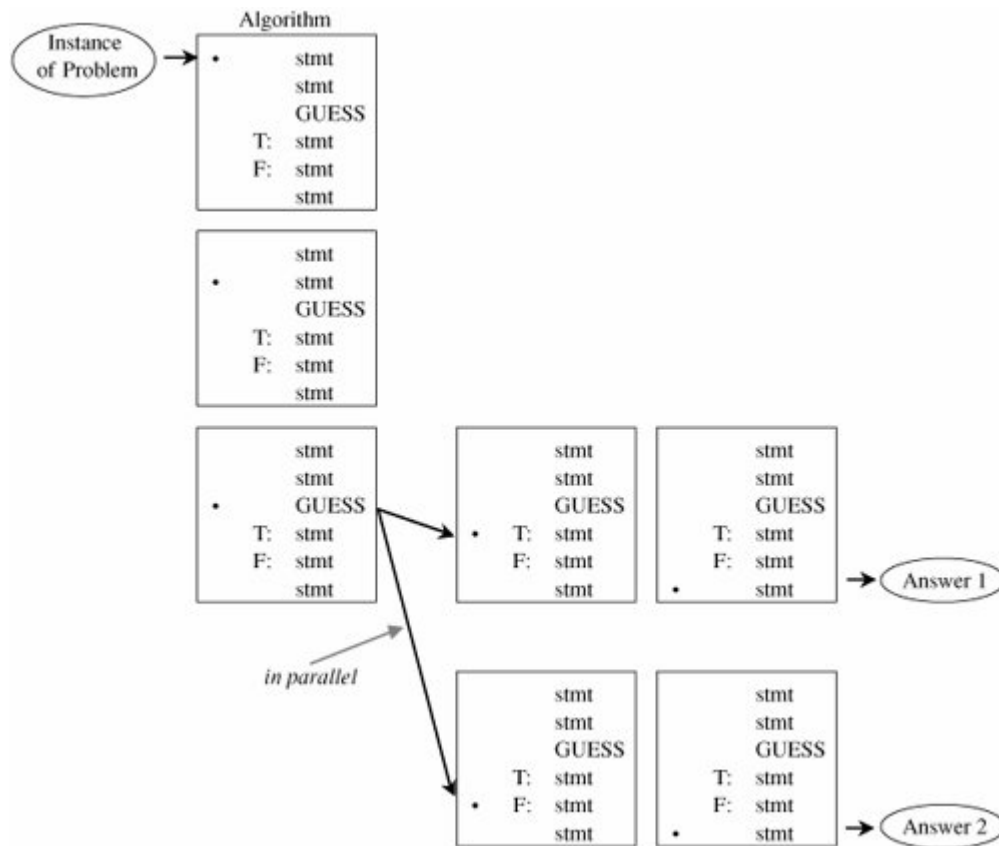 Algorithm
Instance
of Problem
• stmt
stmt
GUESS
T: stmt
F: stmt
stmt
stmt
• stmt
GUESS
T: stmt
F: stmt
stmt
stmt
stmt
• GUESS
T: stmt
F: stmt
stmt
stmt
stmt
GUESS
• T: stmt
F: stmt
stmt
stmt
stmt
GUESS
T: stmt
F: stmt
• stmt
Answer 1
in parallel
stmt
stmt
GUESS
T: stmt
• F: stmt
stmt
stmt
stmt
GUESS
T: stmt
F: stmt
• stmt
Answer 2